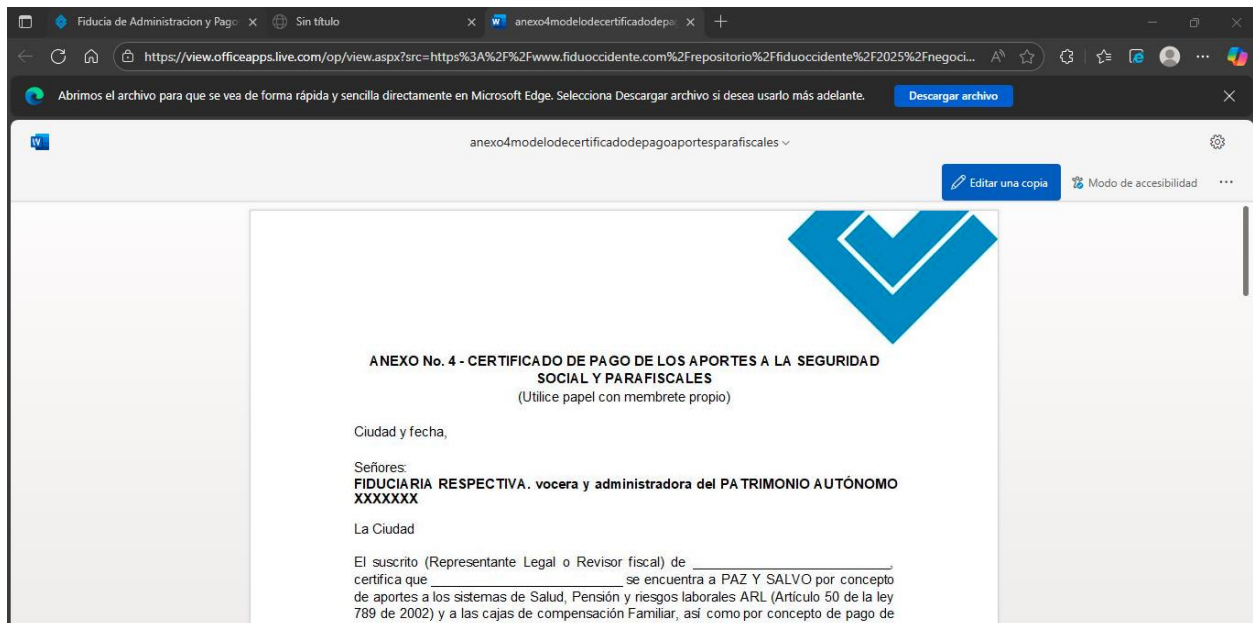 Fiducia de Administracion y Pago
Sin título
anexo4modelodecertificadodepa
https://view.officeapps.live.com/op/view.aspx?src=https%3A%2F%2Fwww.fiduoccidente.com%2Frepositorio%2Ffiduoccidente%2F2025%2Fnegoci...
Abrimos el archivo para que se vea de forma rápida y sencilla directamente en Microsoft Edge. Selecciona Descargar archivo si desea usarlo más adelante.
Descargar archivo
anexo4modelodecertificadodepagoaportesparafiscales
Editar una copia
Modo de accesibilidad
ANEXO No. 4 - CERTIFICADO DE PAGO DE LOS APORTES A LA SEGURIDAD
SOCIAL Y PARAFISCALES
(Utilice papel con membrete propio)
Ciudad y fecha,
Señores:
FIDUCIARIA RESPECTIVA. vocera y administradora del PATRIMONIO AUTÓNOMO
XXXXXXX
La Ciudad
El suscrito (Representante Legal o Revisor fiscal) de ____________________________,
certifica que ___________________________ se encuentra a PAZ Y SALVO por concepto
de aportes a los sistemas de Salud, Pensión y riesgos laborales ARL (Artículo 50 de la ley
789 de 2002) y a las cajas de compensación Familiar, así como por concepto de pago de